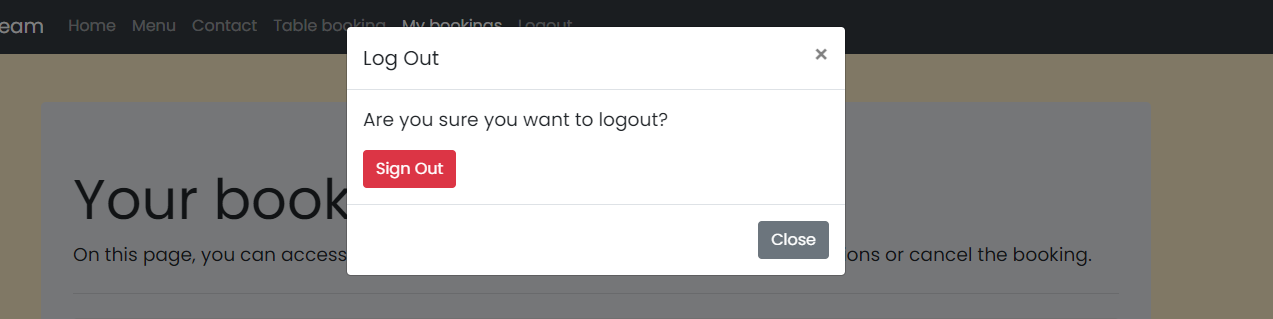 eam Home Menu Contact Table booking My bookings Logout
Log Out ×
Are you sure you want to logout?
Sign Out
Your book
On this page, you can access
ons or cancel the booking.
Close